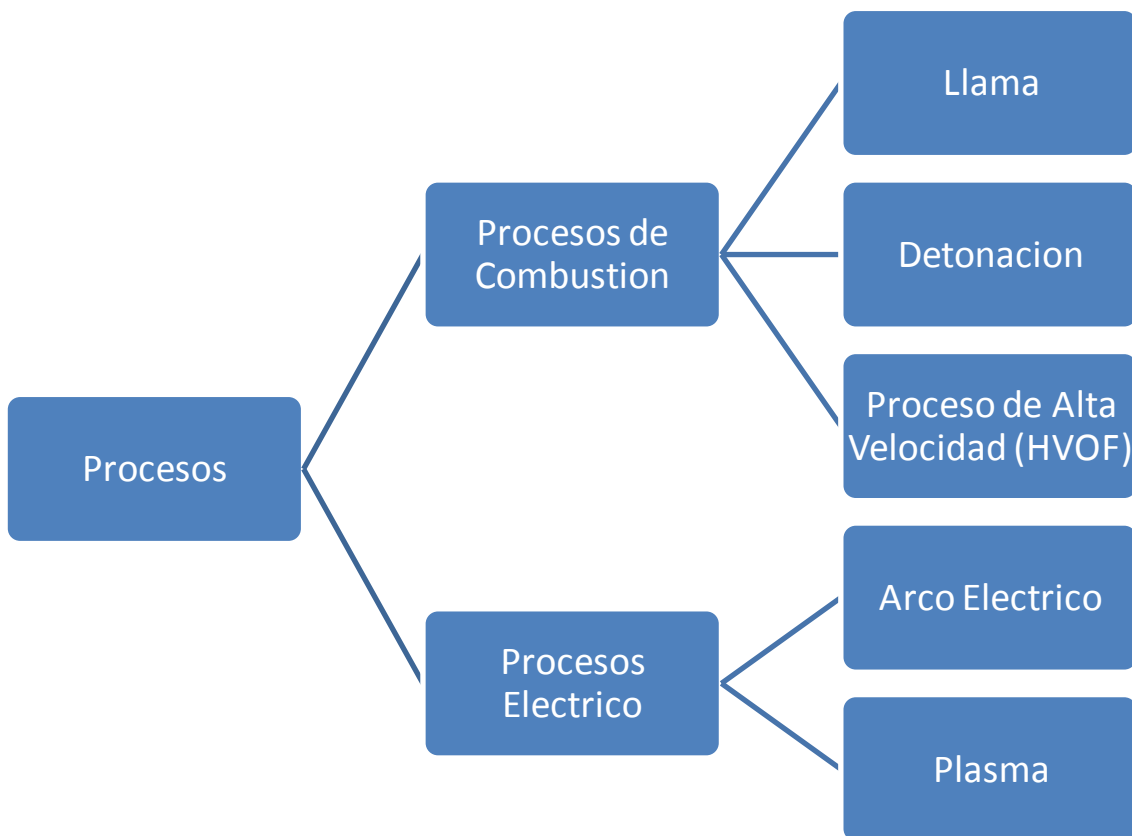 Procesos
Procesos de
Combustion
Llama
Detonacion
Proceso de Alta
Velocidad (HVOF)
Procesos
Electrico
Arco Electrico
Plasma